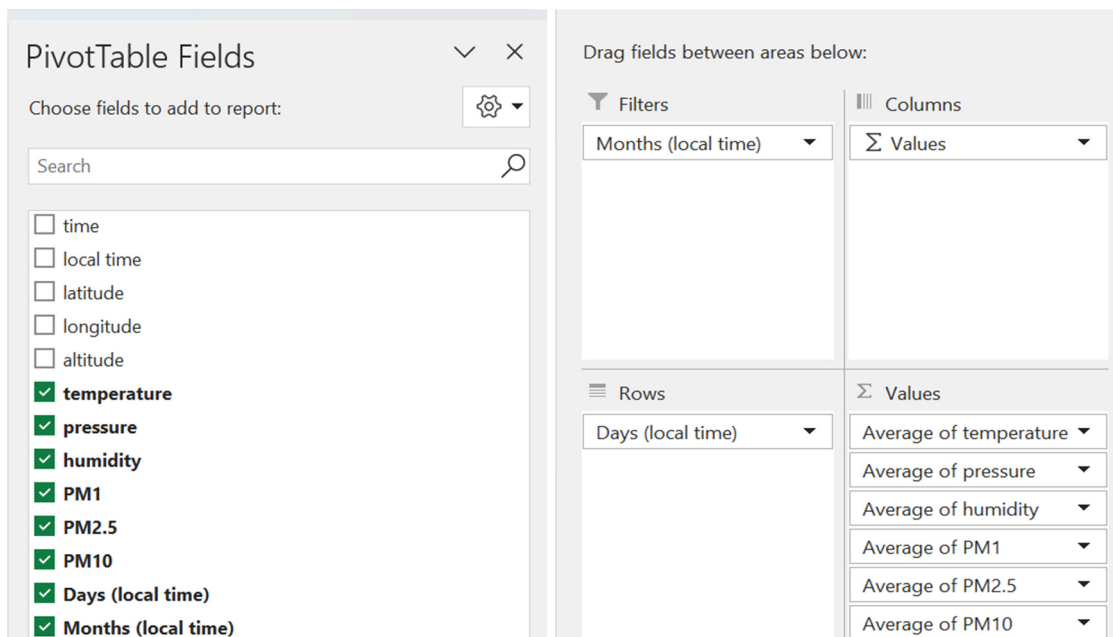 PivotTable Fields
Choose fields to add to report:
Search
time
local time
latitude
longitude
altitude
temperature
pressure
humidity
PM1
PM2.5
PM10
Days (local time)
Months (local time)
Drag fields between areas below:
Filters
Months (local time)
Columns
Σ Values
Rows
Days (local time)
Σ Values
Average of temperature
Average of pressure
Average of humidity
Average of PM1
Average of PM2.5
Average of PM10